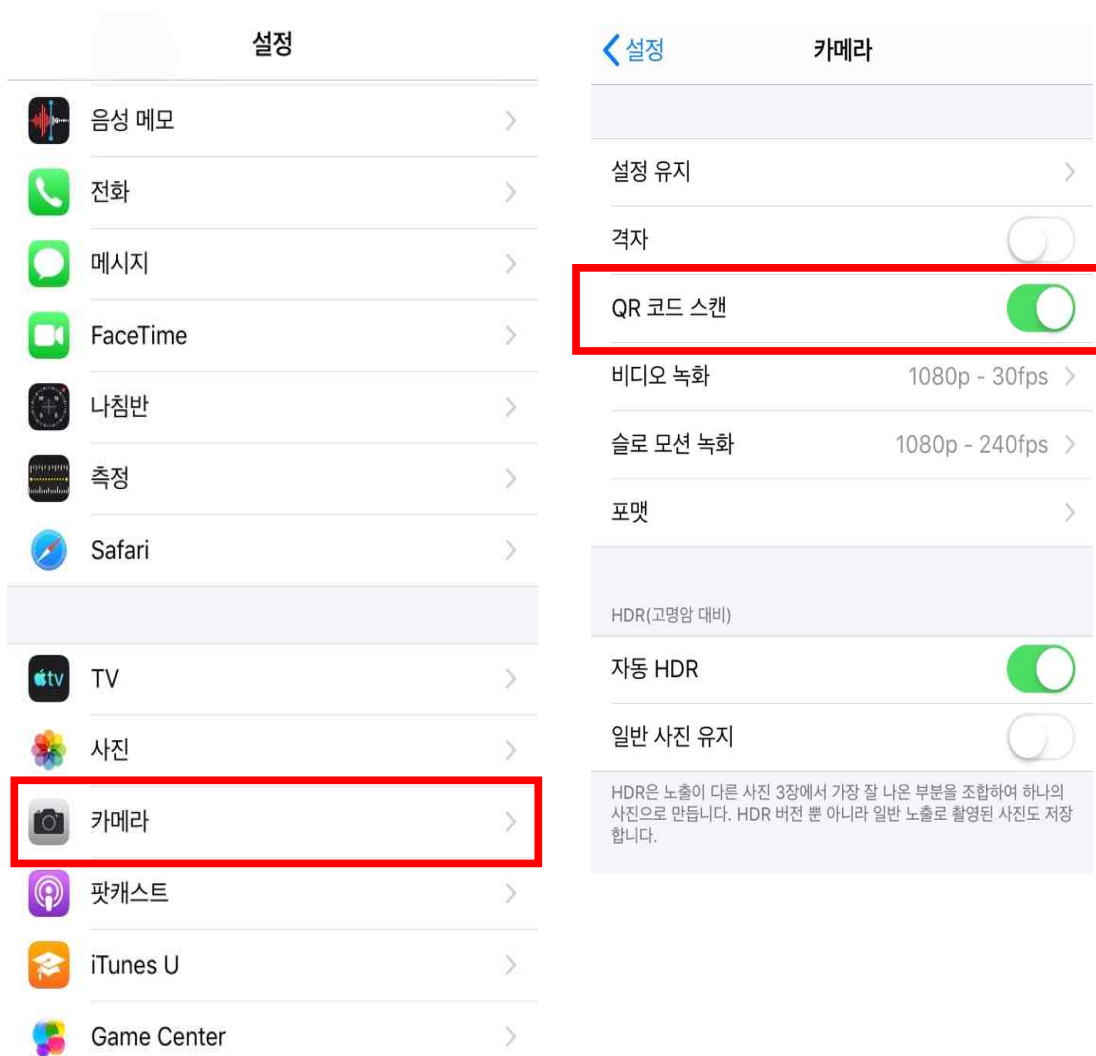 설정
음성 메모
전화
메시지
FaceTime
나침반
측정
Safari
tv TV
사진
카메라
팟캐스트
iTunes U
Game Center
설정 카메라
설정 유지
격자
QR 코드 스캔
비디오 녹화 1080p - 30fps
슬로 모션 녹화 1080p - 240fps
포맷
HDR(고명암 대비)
자동 HDR
일반 사진 유지
HDR은 노출이 다른 사진 3장에서 가장 잘 나온 부분을 조합하여 하나의
사진으로 만듭니다. HDR 버전 뿐 아니라 일반 노출로 촬영된 사진도 저장
합니다.